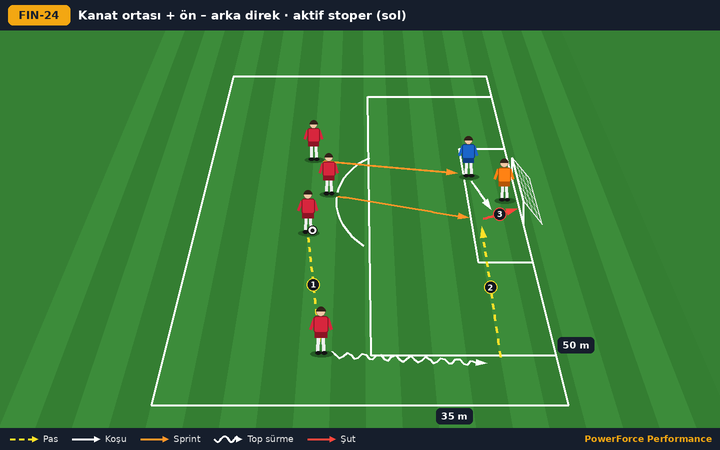 FIN-24 Kanat ortası + ön – arka direk · aktif stoper (sol)
3
1
2
50 m
35 m
Pas Koşu Sprint Top sürme Şut PowerForce Performance